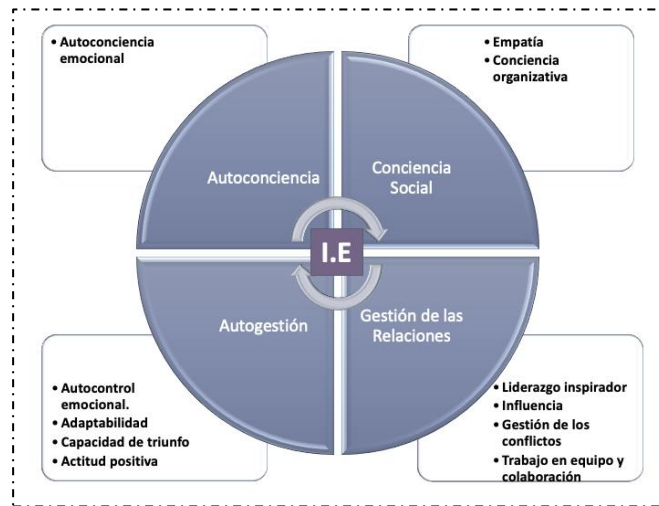 • Autoconciencia
emocional
• Empatía
• Conciencia
organizativa
Autoconciencia
Conciencia
Social
I.E
Autogestión
Gestión de las
Relaciones
• Autocontrol
emocional.
• Adaptabilidad
• Capacidad de triunfo
• Actitud positiva
• Liderazgo inspirador
• Influencia
• Gestión de los
conflictos
• Trabajo en equipo y
colaboración